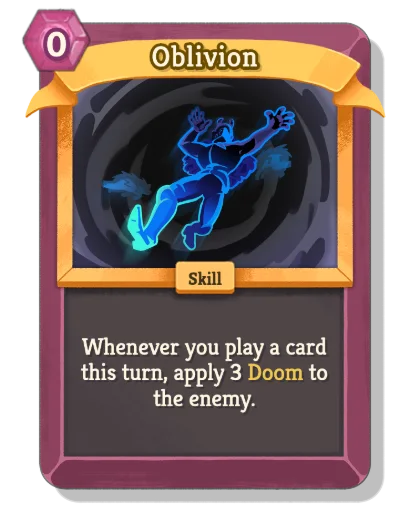 0
Oblivion
Skill
Whenever you play a card
this turn, apply 3 Doom to
the enemy.